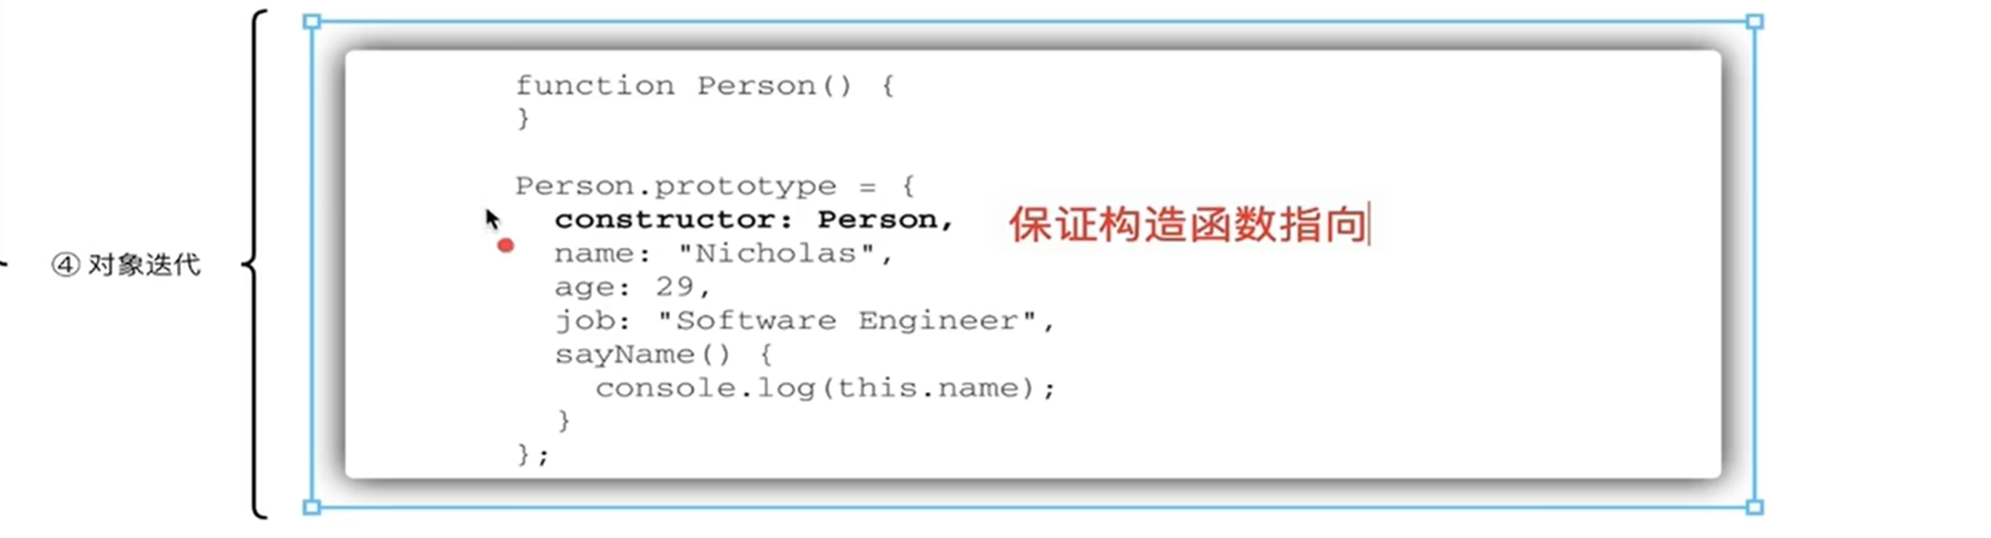 ④ 对象迭代
function Person() {
}
Person.prototype = {
constructor: Person,
保证构造函数指向
name: "Nicholas",
age: 29,
job: "Software Engineer",
sayName() {
console.log(this.name);
}
};